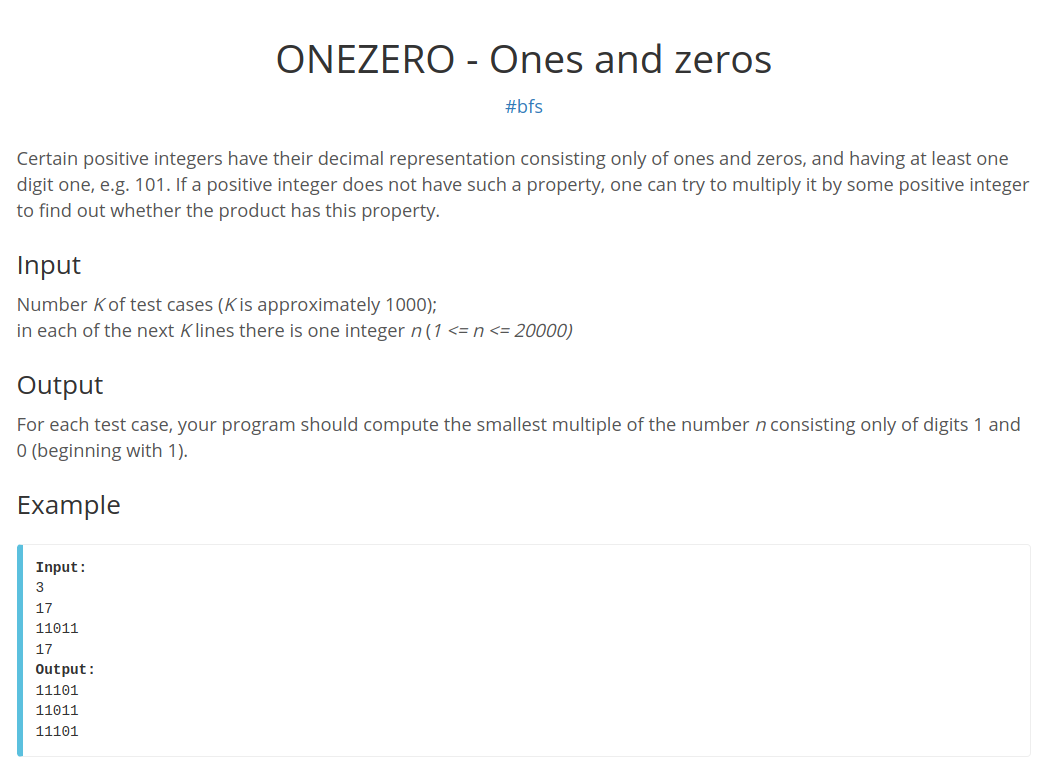 ONEZERO - Ones and zeros
#bfs
Certain positive integers have their decimal representation consisting only of ones and zeros, and having at least one
digit one, e.g. 101. If a positive integer does not have such a property, one can try to multiply it by some positive integer
to find out whether the product has this property.
Input
Number K of test cases (K is approximately 1000);
in each of the next K lines there is one integer n (1 <= n <= 20000)
Output
For each test case, your program should compute the smallest multiple of the number n consisting only of digits 1 and
0 (beginning with 1).
Example
Input:
3
17
11011
17
Output:
11101
11011
11101